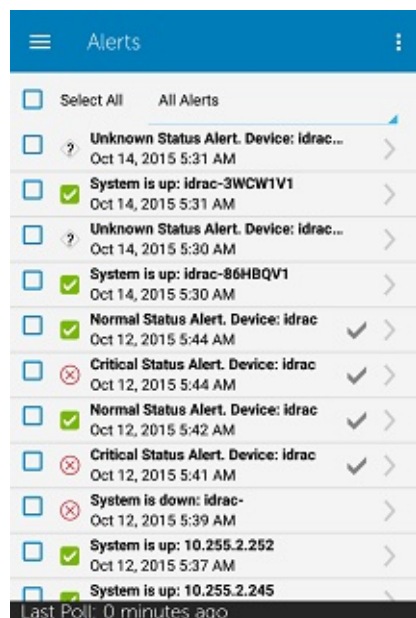 Alerts
Select All All Alerts
Unknown Status Alert. Device: idrac...
Oct 14, 2015 5:31 AM
System is up: idrac-3WCW1V1
Oct 14, 2015 5:31 AM
Unknown Status Alert. Device: idrac...
Oct 14, 2015 5:30 AM
System is up: idrac-86HBQV1
Oct 14, 2015 5:30 AM
Normal Status Alert. Device: idrac
Oct 12, 2015 5:44 AM
Critical Status Alert. Device: idrac
Oct 12, 2015 5:44 AM
Normal Status Alert. Device: idrac
Oct 12, 2015 5:42 AM
Critical Status Alert. Device: idrac
Oct 12, 2015 5:41 AM
System is down: idrac-
Oct 12, 2015 5:39 AM
System is up: 10.255.2.252
Oct 12, 2015 5:37 AM
System is up: 10.255.2.245
Last Poll: 0 minutes ago